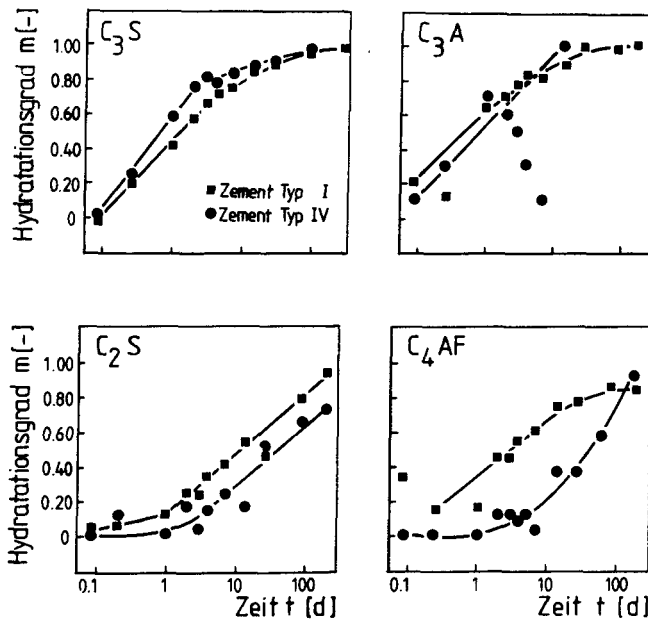 C₃S
Hydratationsgrad m[-]
1.00
0.80
0.60
0.40
0.20
0
Zement Typ I
Zement Typ IV
C₃A
C₂S
Hydratationsgrad m[-]
1.00
0.80
0.60
0.40
0.20
0
0.1
1
10
100
Zeit t [d]
C₄AF
0.1
1
10
100
Zeit t [d]